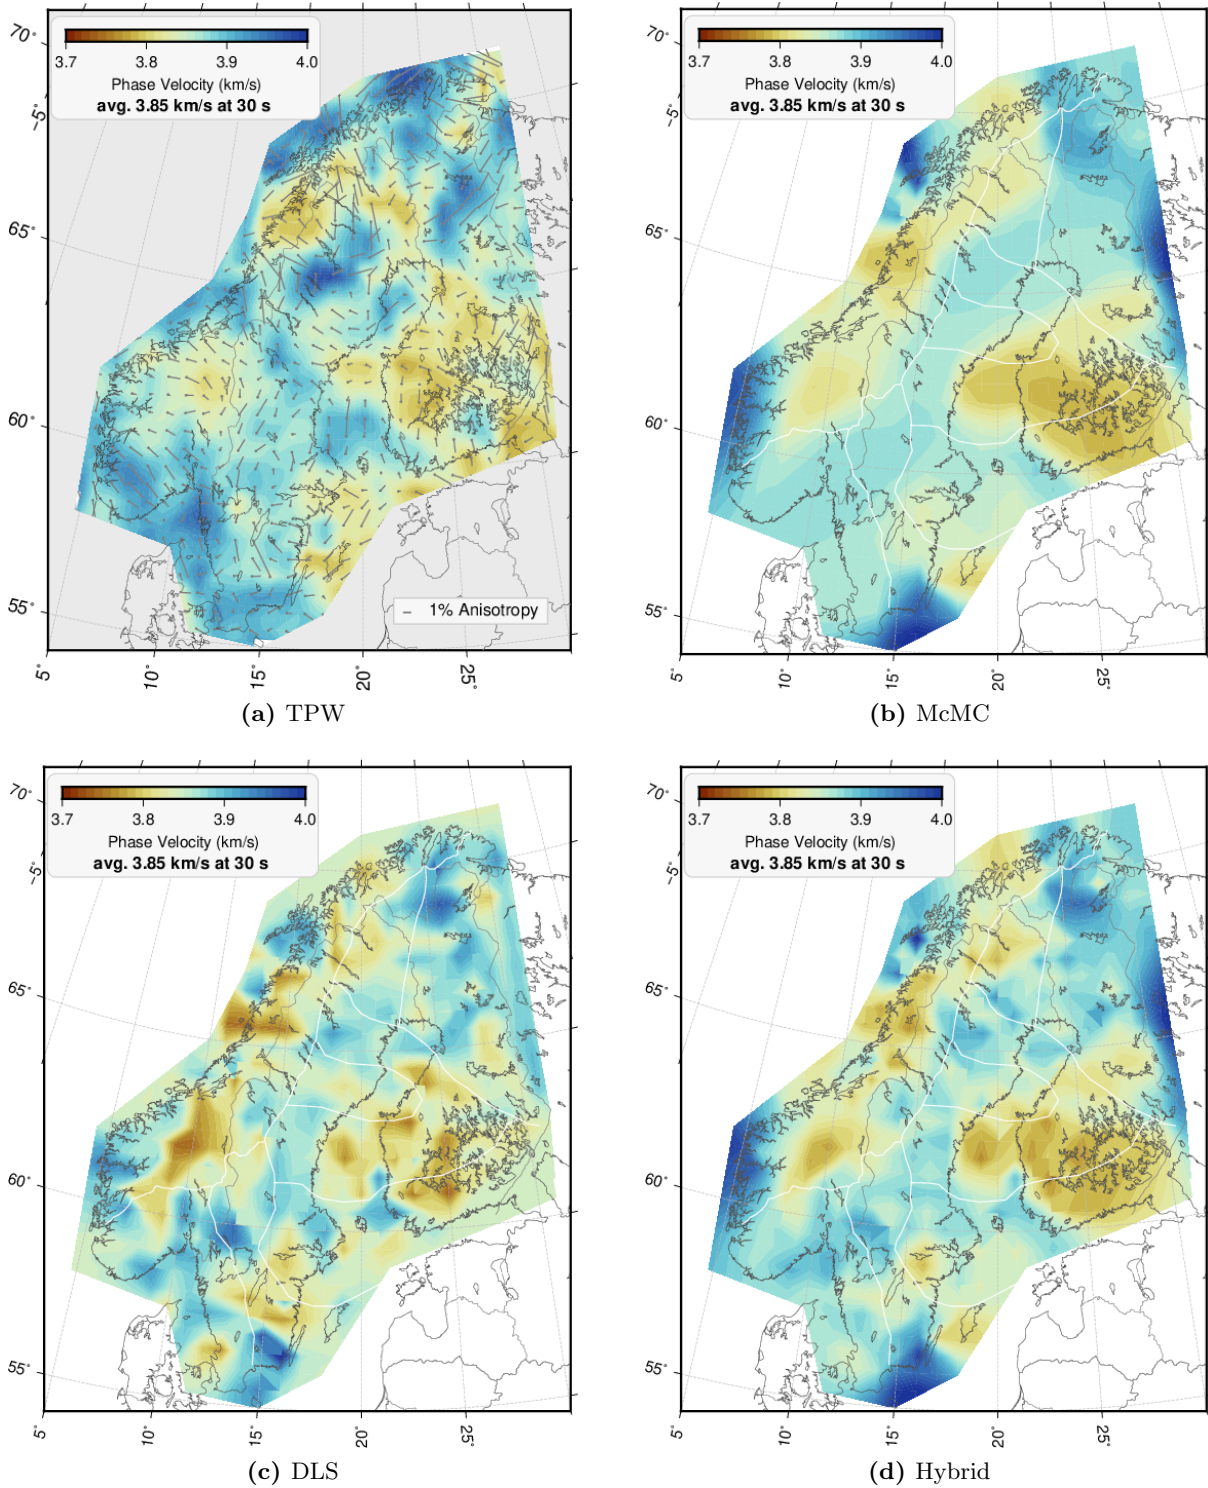 70°
3.7 3.8 3.9 4.0
Phase Velocity (km/s)
avg. 3.85 km/s at 30 s
-5°
65°
60°
55°
1% Anisotropy
5° 10° 15° 20° 25°
(a) TPW
70°
3.7 3.8 3.9 4.0
Phase Velocity (km/s)
avg. 3.85 km/s at 30 s
-5°
65°
60°
55°
5° 10° 15° 20° 25°
(b) McMC
70°
3.7 3.8 3.9 4.0
Phase Velocity (km/s)
avg. 3.85 km/s at 30 s
-5°
65°
60°
55°
5° 10° 15° 20° 25°
(c) DLS
70°
3.7 3.8 3.9 4.0
Phase Velocity (km/s)
avg. 3.85 km/s at 30 s
-5°
65°
60°
55°
5° 10° 15° 20° 25°
(d) Hybrid